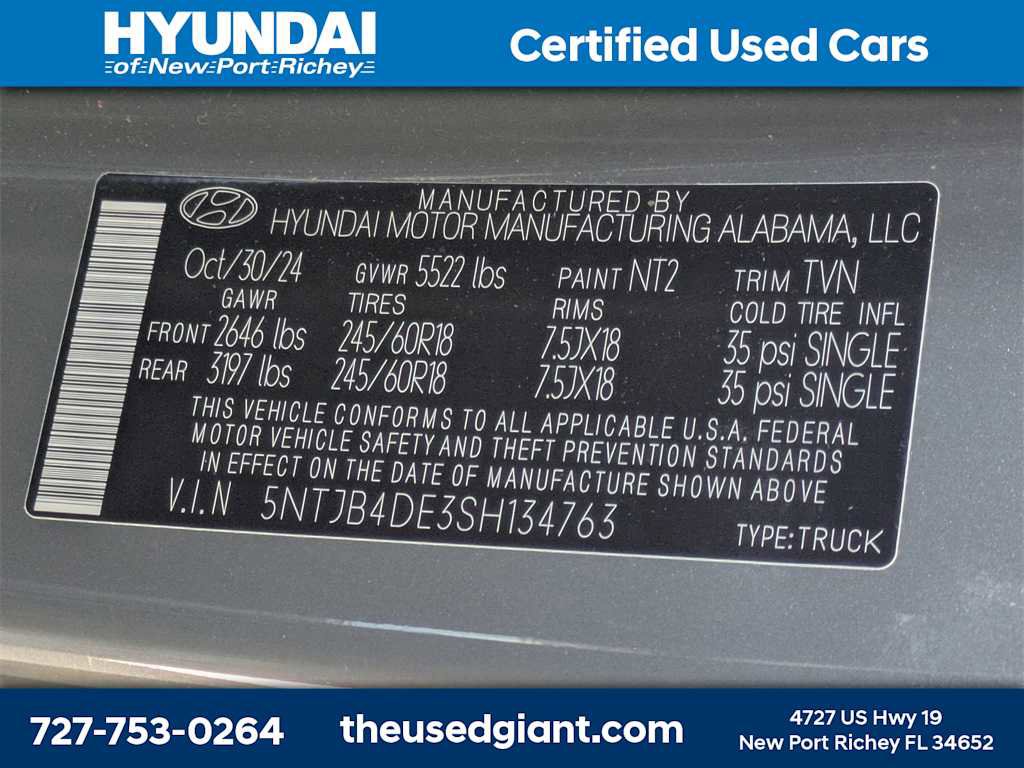 HYUNDAI
of New Port Richey
Certified Used Cars
MANUFACTURED BY
HYUNDAI MOTOR MANUFACTURING ALABAMA, LLC
Oct/30/24 GVWR 5522 lbs PAINT NT2 TRIM TVN
GAWR TIRES RIMS COLD TIRE INFL
FRONT 2646 lbs 245/60R18 7.5JX18 35 psi SINGLE
REAR 3197 lbs 245/60R18 7.5JX18 35 psi SINGLE
THIS VEHICLE CONFORMS TO ALL APPLICABLE U.S.A. FEDERAL
MOTOR VEHICLE SAFETY AND THEFT PREVENTION STANDARDS
IN EFFECT ON THE DATE OF MANUFACTURE SHOWN ABOVE
V.I.N 5NTJB4DE3SH134763
TYPE:TRUCK
727-753-0264
theusedgiant.com
4727 US Hwy 19
New Port Richey FL 34652